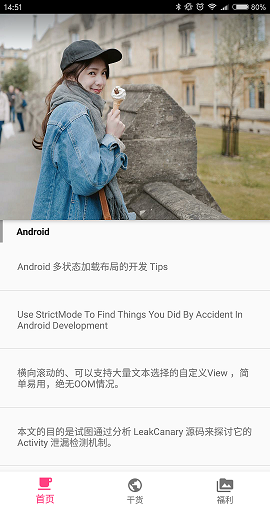 14:51
80%
Android
Android 多状态加载布局的开发 Tips
Use StrictMode To Find Things You Did By Accident In
Android Development
横向滚动的、可以支持大量文本选择的自定义View ，简
单易用，绝无OOM情况。
本文的目的是试图通过分析 LeakCanary 源码来探讨它的
Activity 泄漏检测机制。
首页
干货
福利